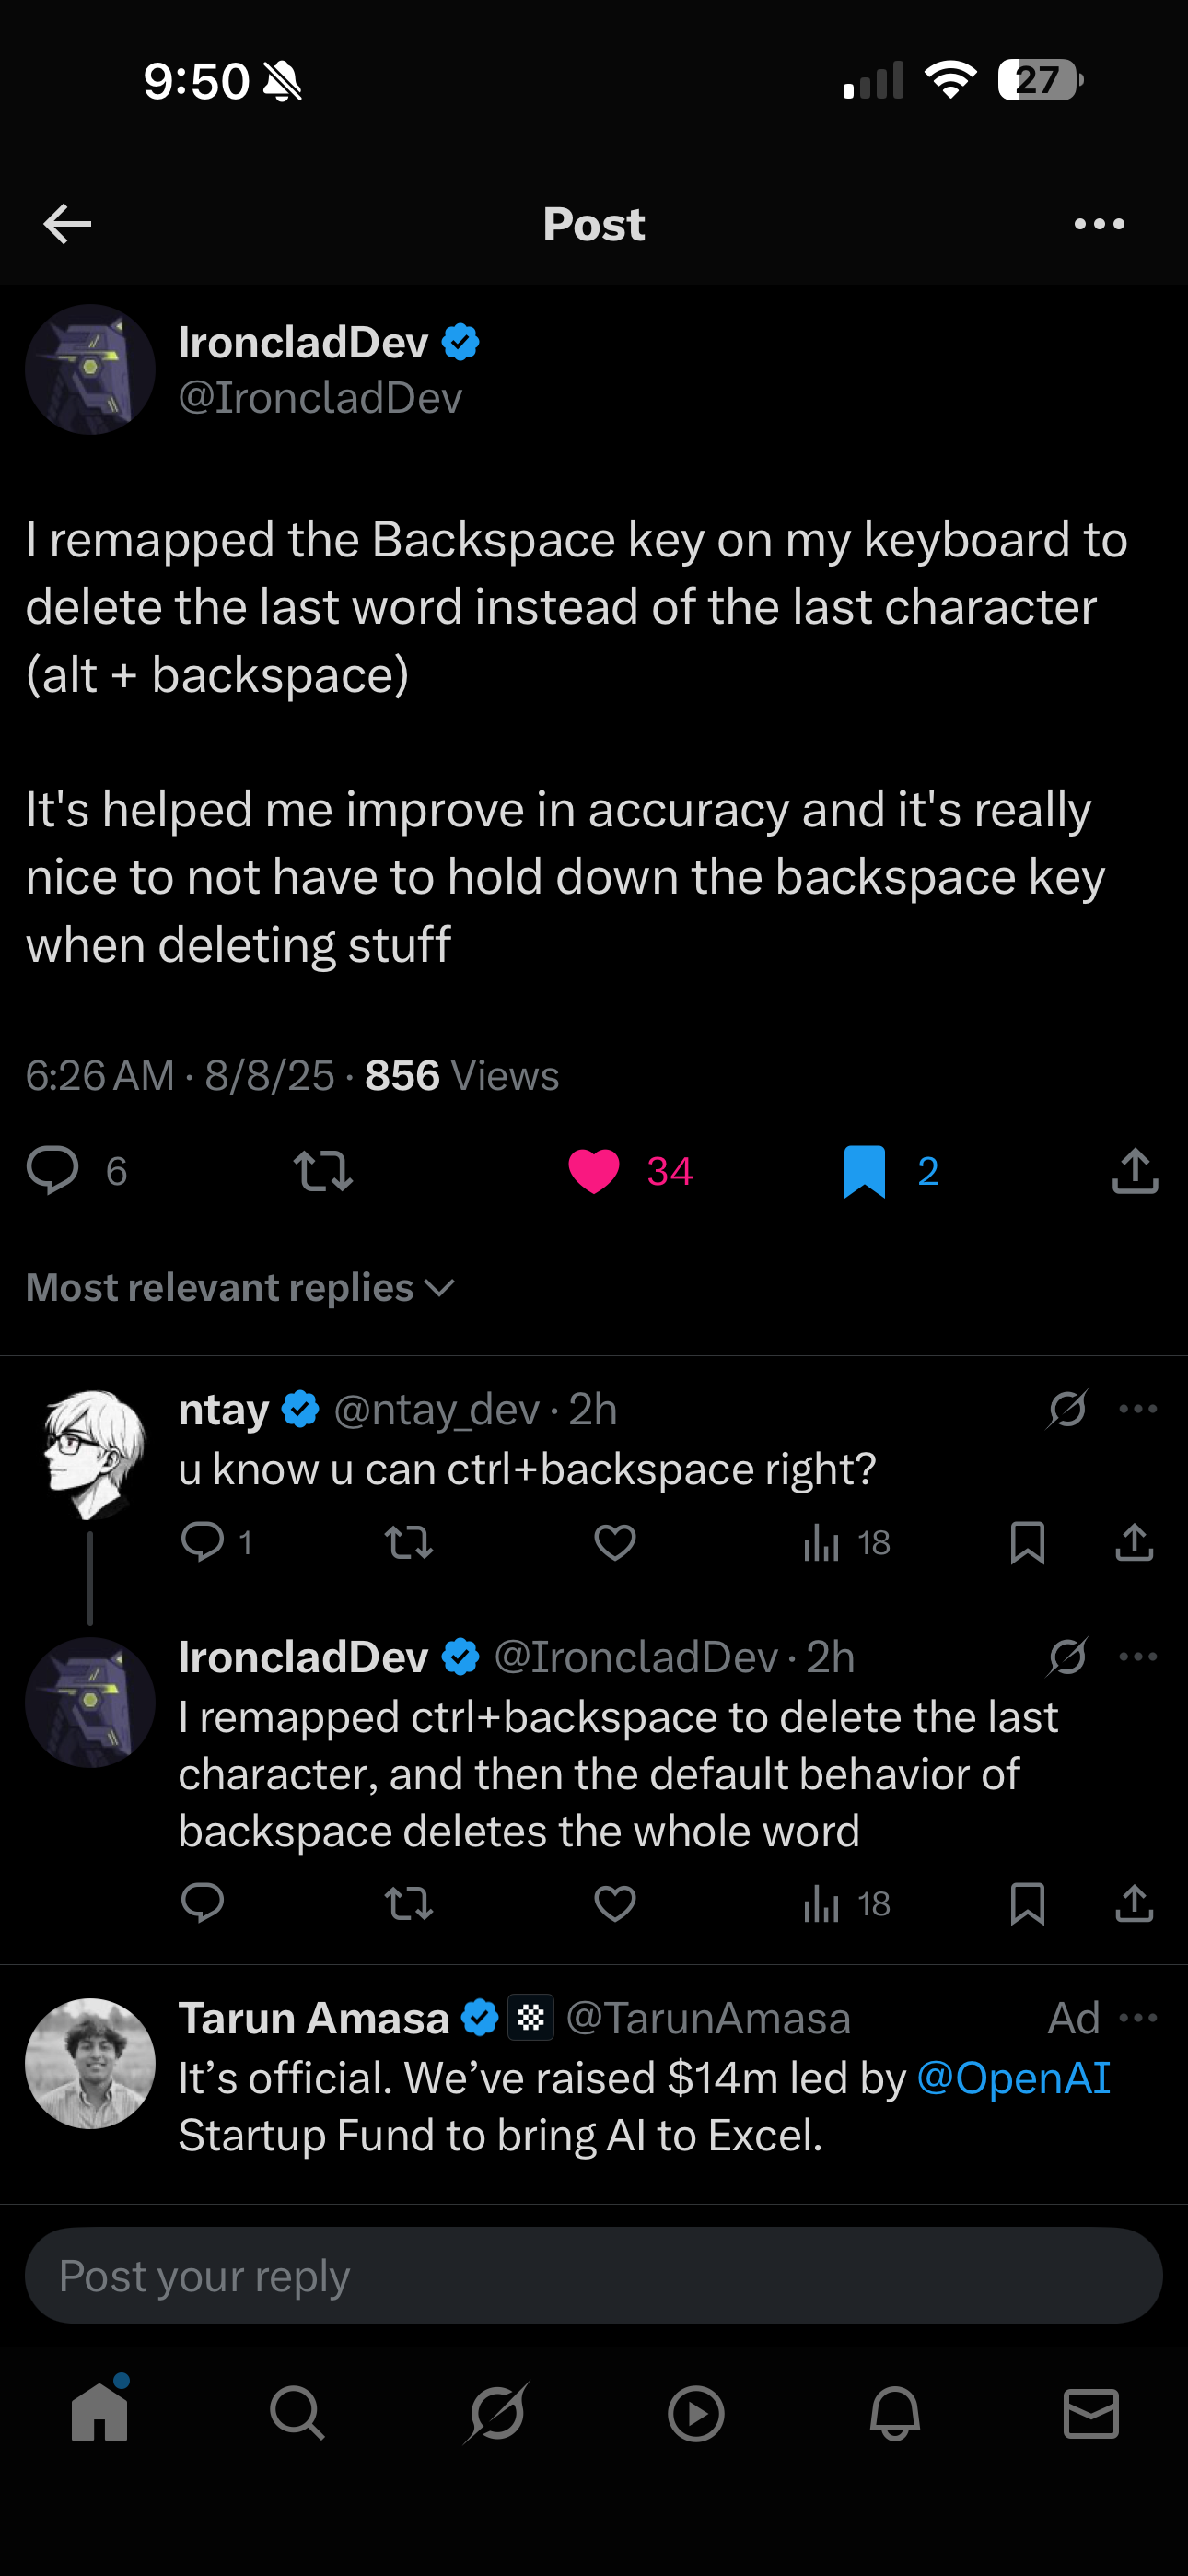 9:50
27
Post
IroncladDev
@IroncladDev
I remapped the Backspace key on my keyboard to
delete the last word instead of the last character
(alt + backspace)
It's helped me improve in accuracy and it's really
nice to not have to hold down the backspace key
when deleting stuff
6:26 AM · 8/8/25 · 856 Views
6 34 2
Most relevant replies
ntay @ntay_dev · 2h
u know u can ctrl+backspace right?
1 18
IroncladDev @IroncladDev · 2h
I remapped ctrl+backspace to delete the last
character, and then the default behavior of
backspace deletes the whole word
18
Tarun Amasa @TarunAmasa Ad
It’s official. We’ve raised $14m led by @OpenAI
Startup Fund to bring AI to Excel.
Post your reply